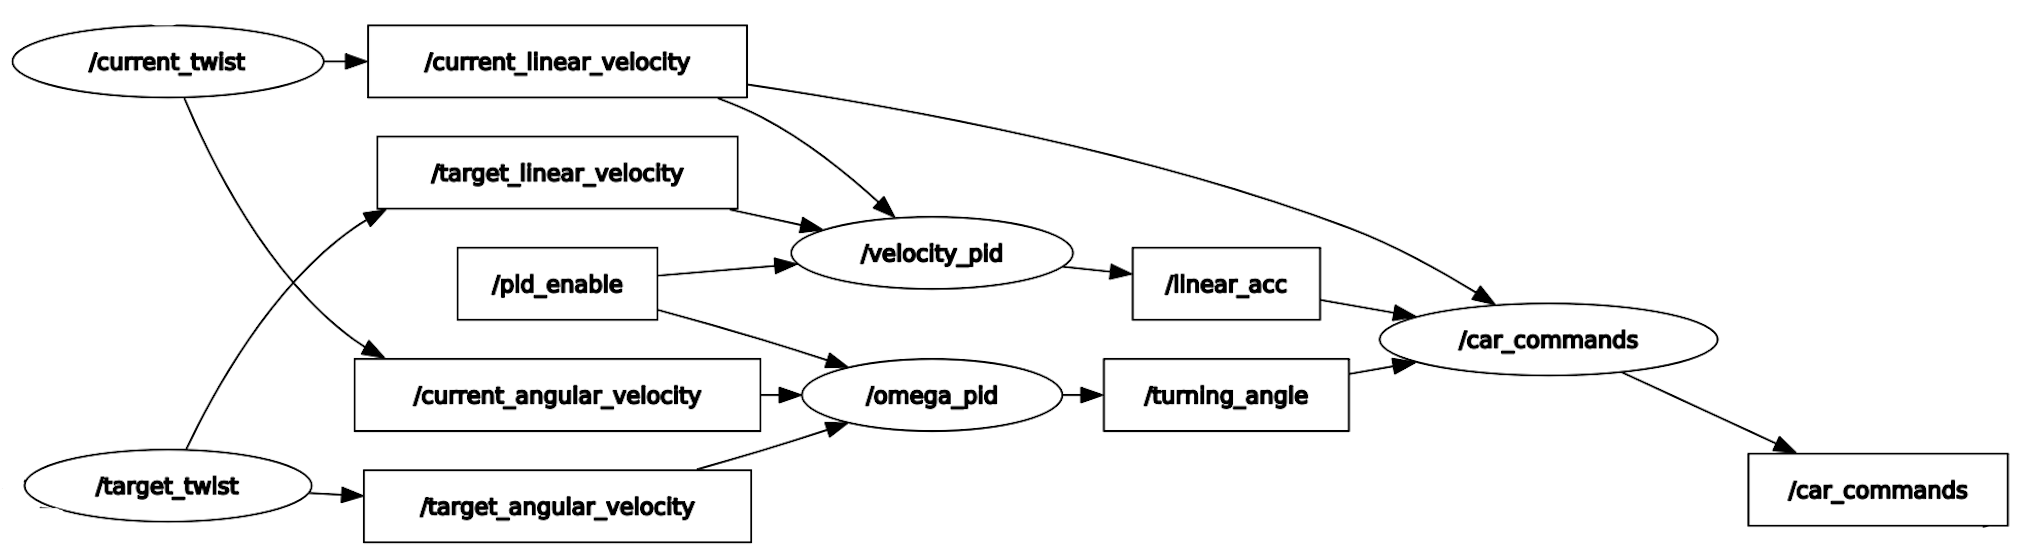 /current_twist
/current_linear_velocity
/target_linear_velocity
/velocity_pid
/pid_enable
/linear_acc
/car_commands
/current_angular_velocity
/omega_pid
/turning_angle
/target_twist
/target_angular_velocity
/car_commands